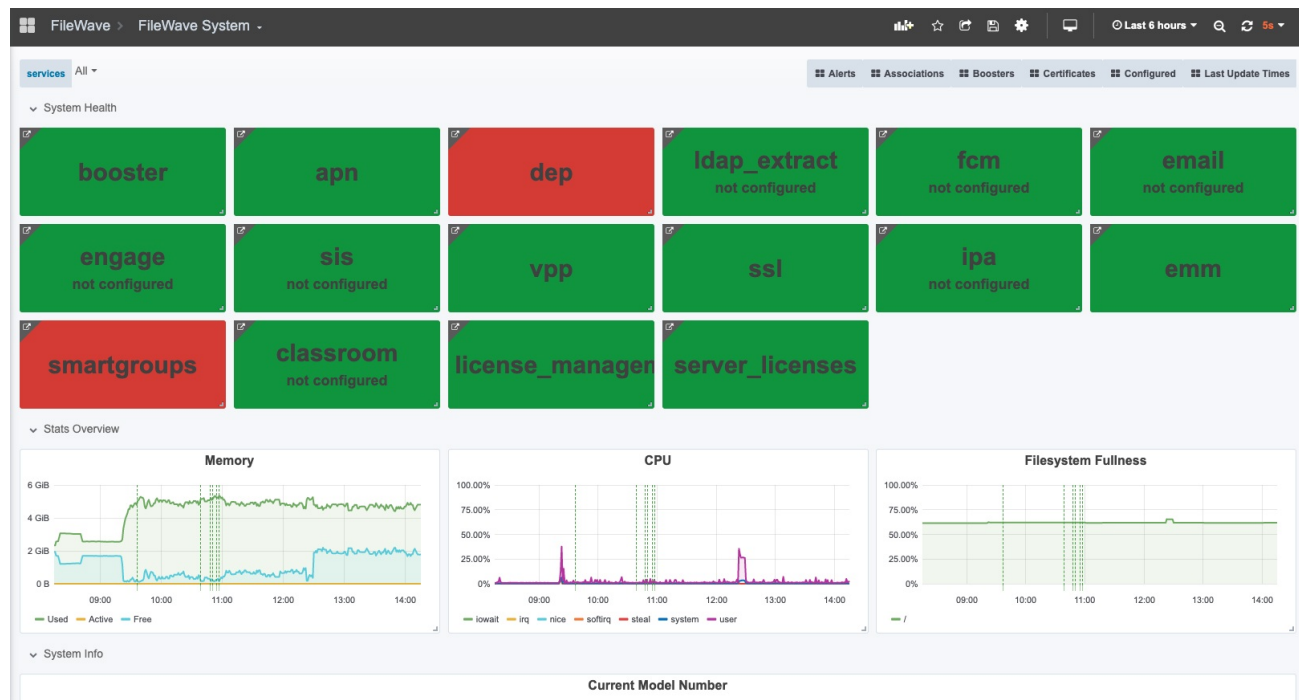 FileWave > FileWave System
Last 6 hours
5s
services All
Alerts
Associations
Boosters
Certificates
Configured
Last Update Times
System Health
booster
apn
dep
ldap_extract
not configured
fcm
not configured
email
not configured
engage
not configured
sis
not configured
vpp
ssl
ipa
not configured
emm
smartgroups
classroom
not configured
license_managen
server_licenses
Stats Overview
Memory
6 GiB
4 GiB
2 GiB
0 B
09:00 10:00 11:00 12:00 13:00 14:00
Used Active Free
CPU
100.00%
75.00%
50.00%
25.00%
0%
09:00 10:00 11:00 12:00 13:00 14:00
iowait irq nice softirq steal system user
Filesystem Fullness
100.00%
75.00%
50.00%
25.00%
0%
09:00 10:00 11:00 12:00 13:00 14:00
/
System Info
Current Model Number